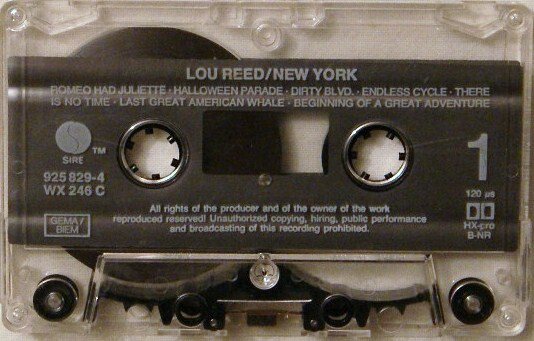 LOU REED/NEW YORK
ROMEO HAD JULIETTE · HALLOWEEN PARADE · DIRTY BLVD. · ENDLESS CYCLE · THERE
IS NO TIME · LAST GREAT AMERICAN WHALE · BEGINNING OF A GREAT ADVENTURE
SIRE TM
925 829-4
WX 246 C
1
120 µs
GEMA/
BIEM
All rights of the producer and of the owner of the work
reproduced reserved! Unauthorized copying, hiring, public performance
and broadcasting of this recording prohibited.
HX-pro
B-NR